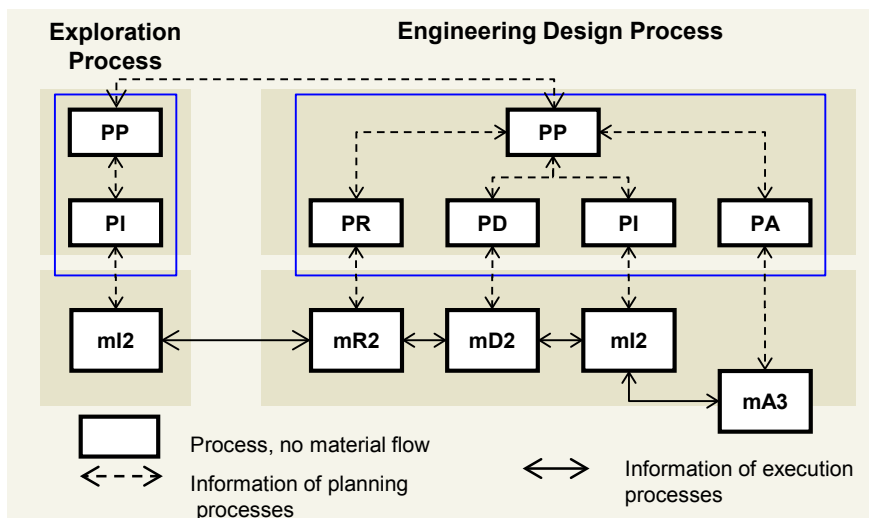 Exploration
Process
Engineering Design Process
PP
PP
PI
PR
PD
PI
PA
mI2
mR2
mD2
mI2
mA3
Process, no material flow
Information of planning
processes
Information of execution
processes